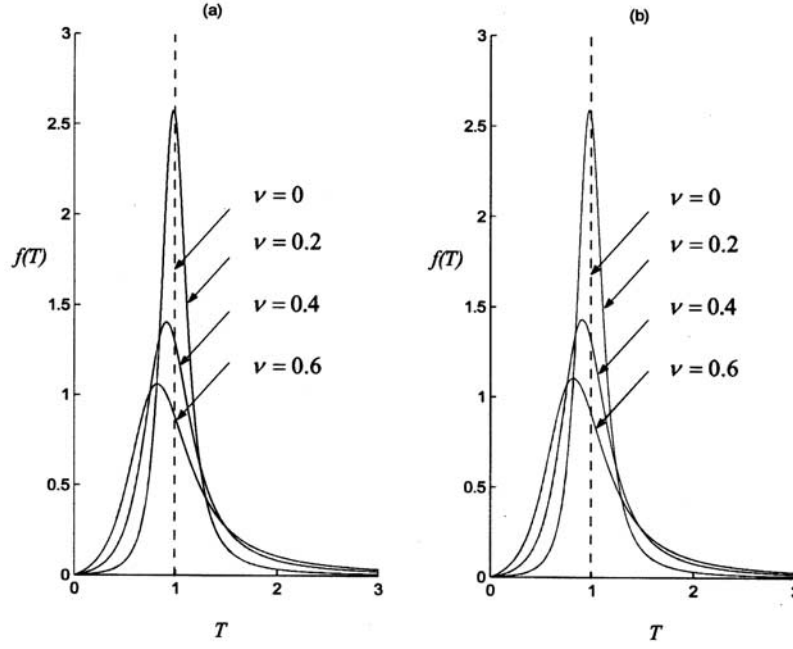 (a)
3
2.5
2
1.5
1
0.5
0
f(T)
ν = 0
ν = 0.2
ν = 0.4
ν = 0.6
0 1 2 3
T
(b)
3
2.5
2
1.5
1
0.5
0
f(T)
ν = 0
ν = 0.2
ν = 0.4
ν = 0.6
0 1 2 3
T